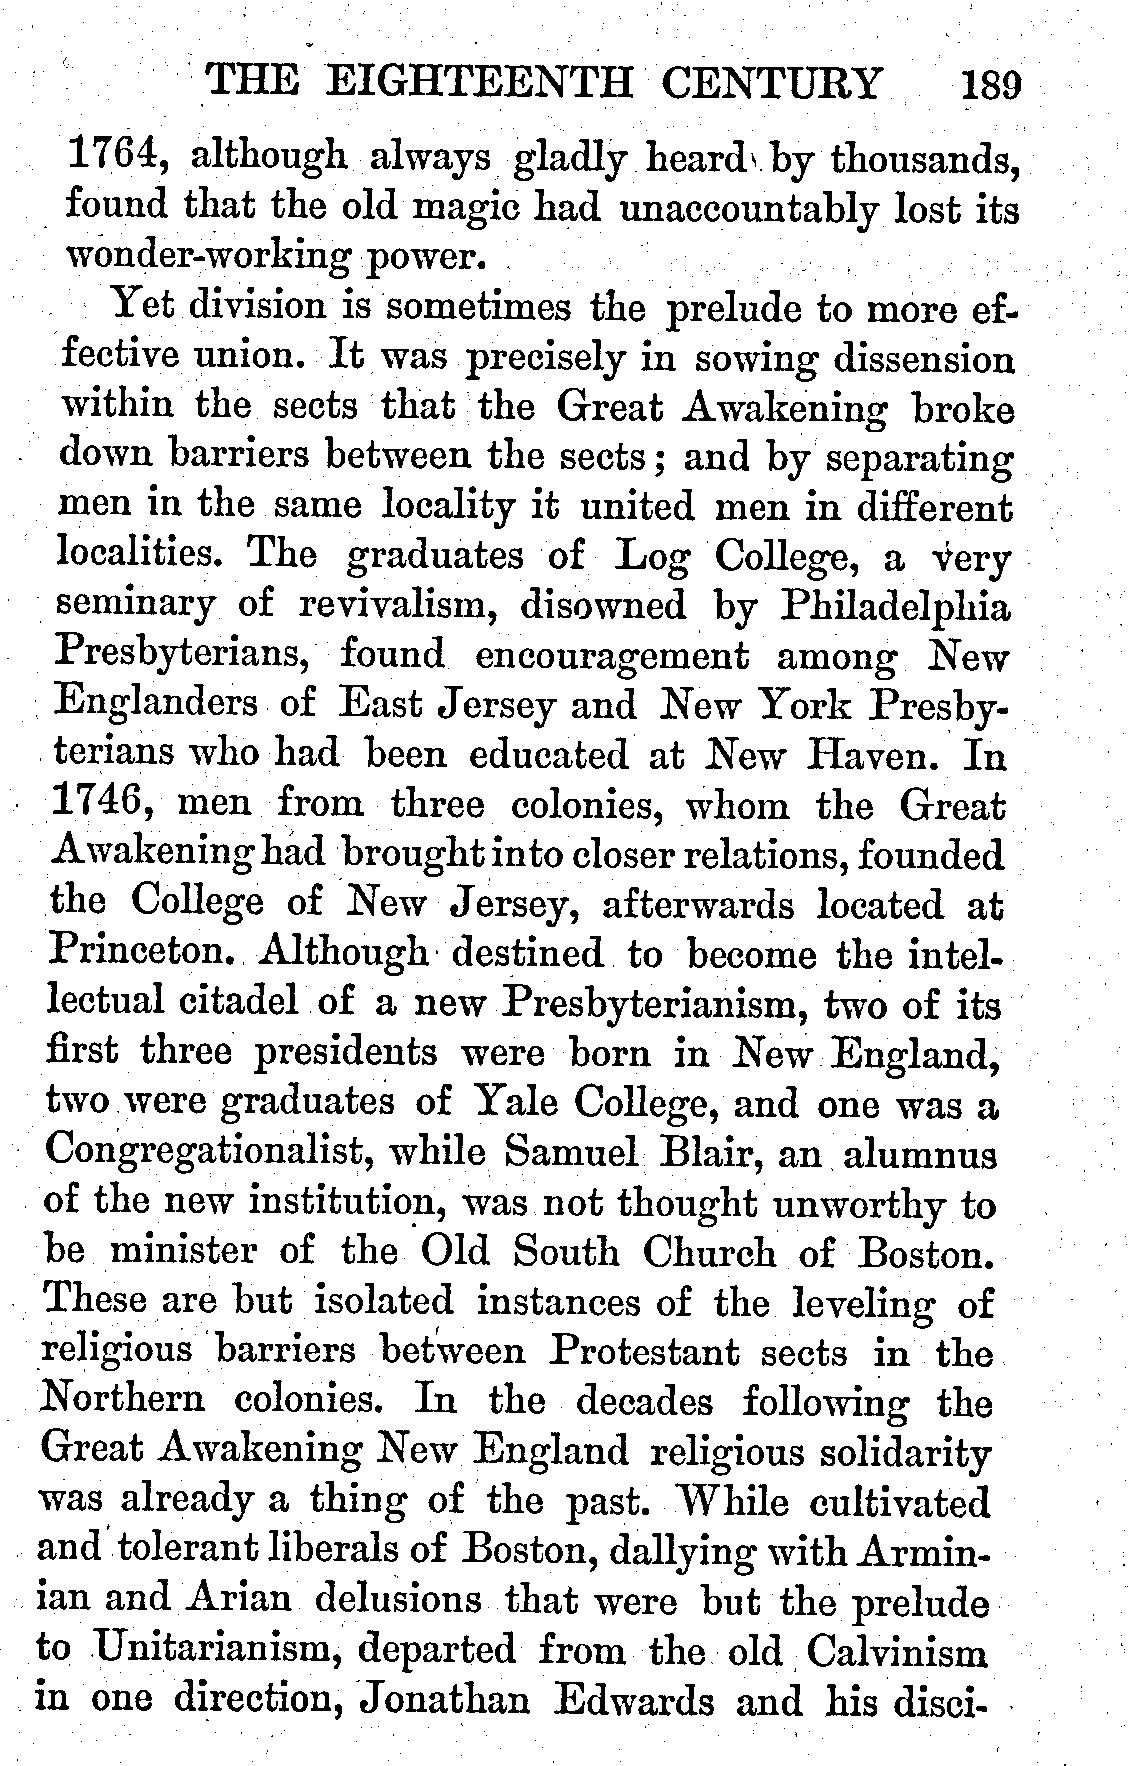 THE EIGHTEENTH CENTURY 189
1764, although always gladly heard by thousands,
found that the old magic had unaccountably lost its
wonder-working power.
Yet division is sometimes the prelude to more ef-
fective union. It was precisely in sowing dissension
within the sects that the Great Awakening broke
down barriers between the sects; and by separating
men in the same locality it united men in different
localities. The graduates of Log College, a very
seminary of revivalism, disowned by Philadelphia
Presbyterians, found encouragement among New
Englanders of East Jersey and New York Presby-
terians who had been educated at New Haven. In
1746, men from three colonies, whom the Great
Awakening had brought into closer relations, founded
the College of New Jersey, afterwards located at
Princeton. Although destined to become the intel-
lectual citadel of a new Presbyterianism, two of its
first three presidents were born in New England,
two were graduates of Yale College, and one was a
Congregationalist, while Samuel Blair, an alumnus
of the new institution, was not thought unworthy to
be minister of the Old South Church of Boston.
These are but isolated instances of the leveling of
religious barriers between Protestant sects in the
Northern colonies. In the decades following the
Great Awakening New England religious solidarity
was already a thing of the past. While cultivated
and tolerant liberals of Boston, dallying with Armin-
ian and Arian delusions that were but the prelude
to Unitarianism, departed from the old Calvinism
in one direction, Jonathan Edwards and his disci-